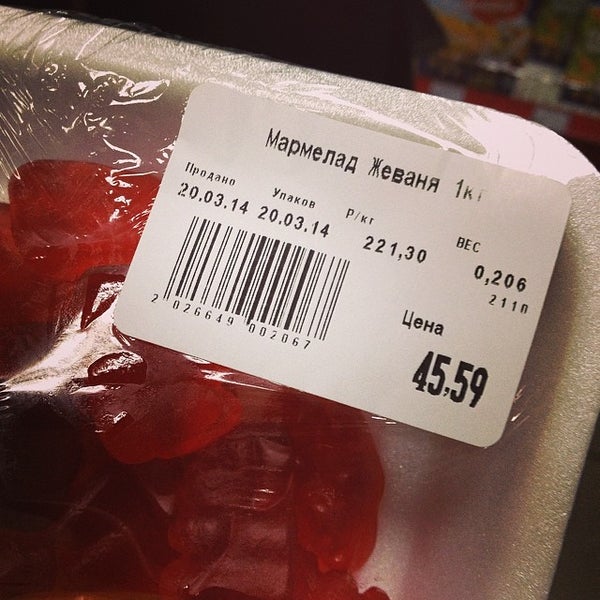 Мармелад Жеваня 1кг
Продано Упаков Р/кг ВЕС
20.03.14 20.03.14 221,30 0,206
2110
Цена
45,59
2 026649 002067